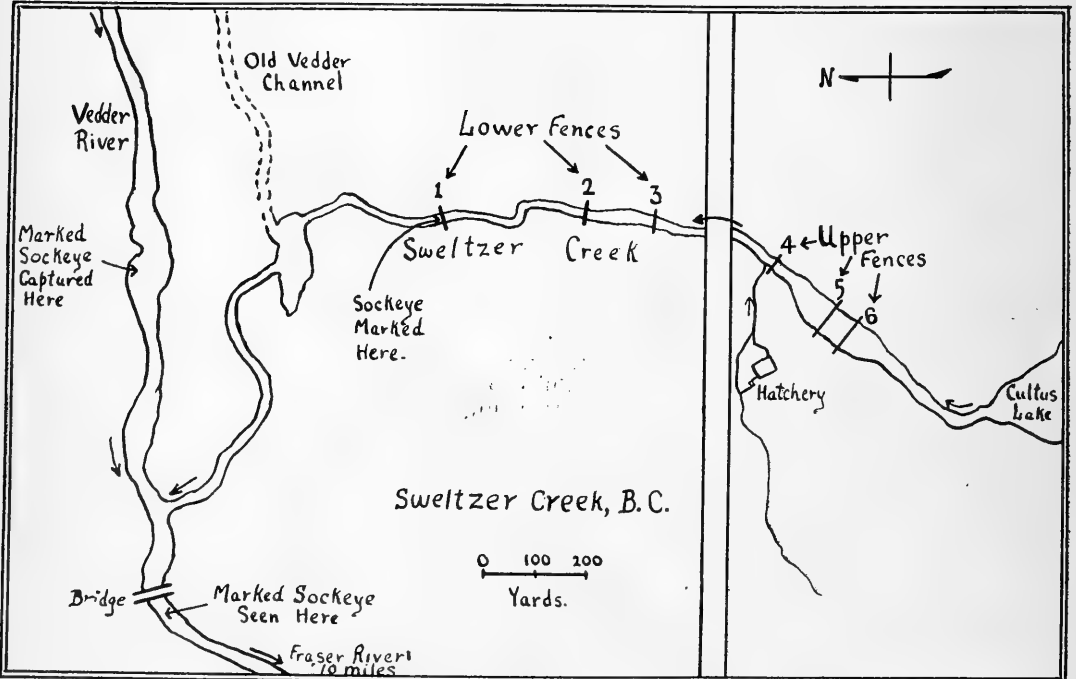 Old Vedder
Channel
N
Vedder
River
Lower Fences
1
2
3
Sweltzer Creek
Marked
Sockeye
Captured
Here
4
Upper
Fences
5
6
Sockeye
Marked
Here.
Hatchery
Cultus
Lake
Sweltzer Creek, B.C.
0 100 200
Yards.
Bridge
Marked Sockeye
Seen Here
Fraser River
10 miles